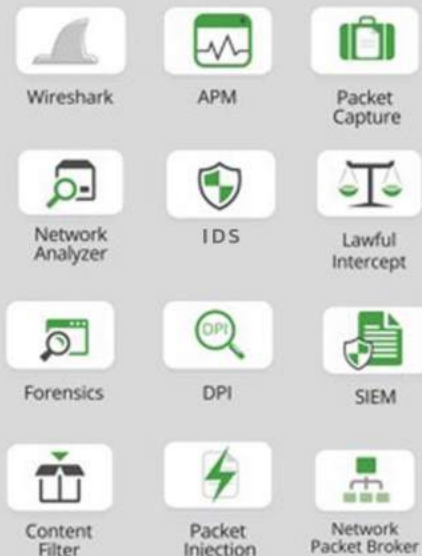 Wireshark
APM
Packet
Capture
Network
Analyzer
IDS
Lawful
Intercept
Forensics
DPI
DPI
SIEM
Content
Filter
Packet
Injection
Network
Packet Broker